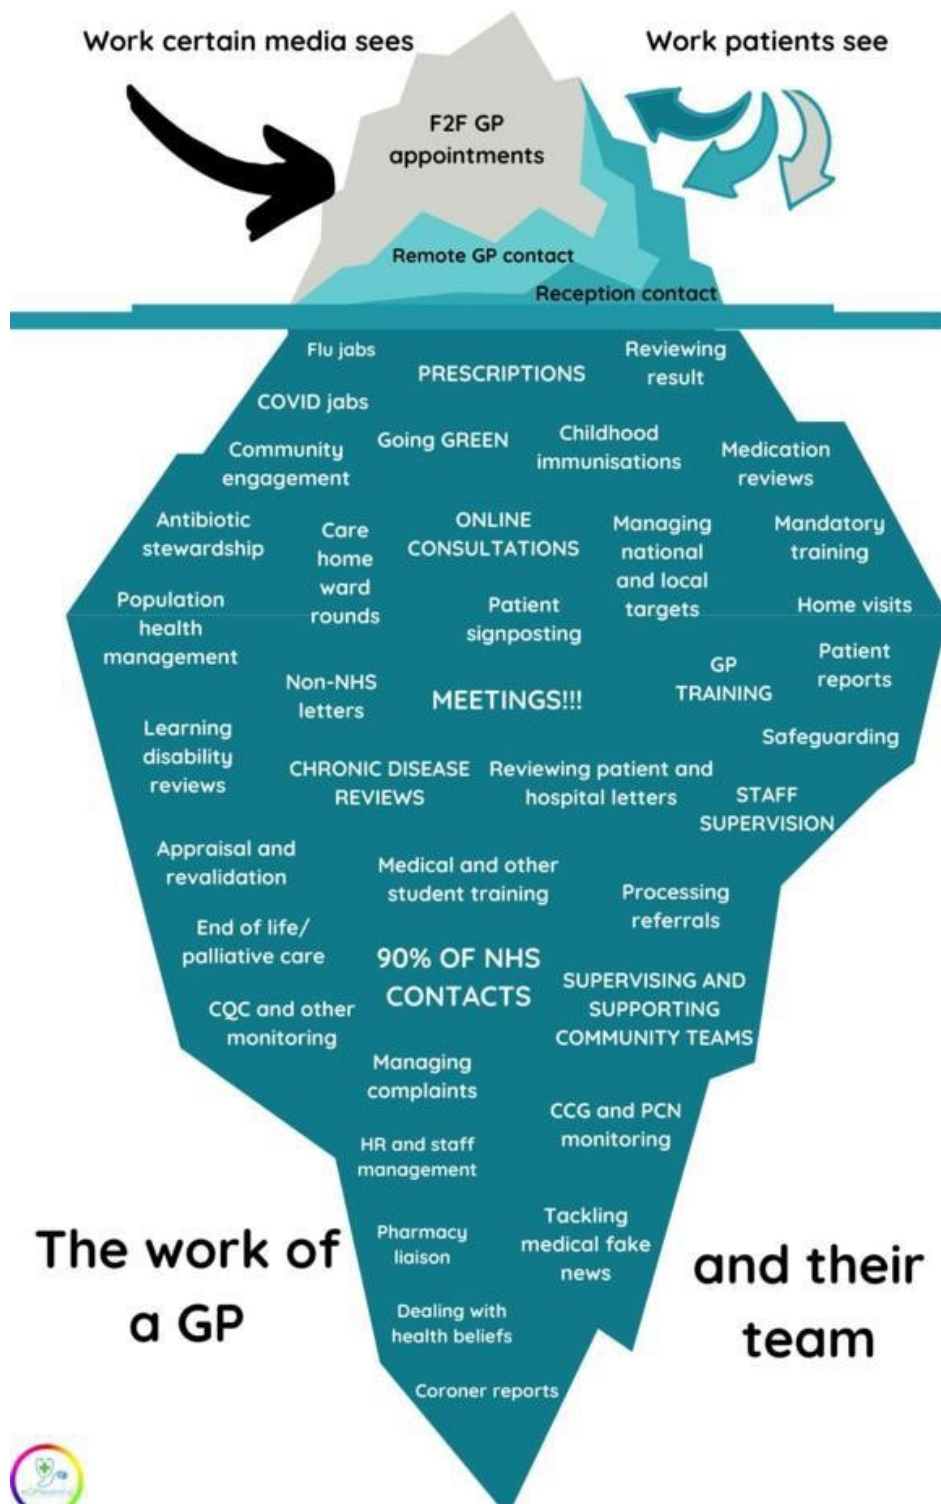 Work certain media sees
Work patients see
F2F GP
appointments
Remote GP contact
Reception contact
Flu jabs
PRESCRIPTIONS
Reviewing
result
COVID jabs
Going GREEN
Childhood
immunisations
Community
engagement
Medication
reviews
Antibiotic
stewardship
Care
home
ward
rounds
ONLINE
CONSULTATIONS
Managing
national
and local
targets
Mandatory
training
Population
health
management
Patient
signposting
Home visits
Non-NHS
letters
MEETINGS!!!
GP
TRAINING
Patient
reports
Learning
disability
reviews
Safeguarding
CHRONIC DISEASE
REVIEWS
Reviewing patient and
hospital letters
STAFF
SUPERVISION
Appraisal and
revalidation
Medical and other
student training
Processing
referrals
End of life/
palliative care
90% OF NHS
CONTACTS
SUPERVISING AND
SUPPORTING
COMMUNITY TEAMS
CQC and other
monitoring
Managing
complaints
CCG and PCN
monitoring
HR and staff
management
Pharmacy
liaison
Tackling
medical fake
news
Dealing with
health beliefs
Coroner reports
The work of
a GP
and their
team